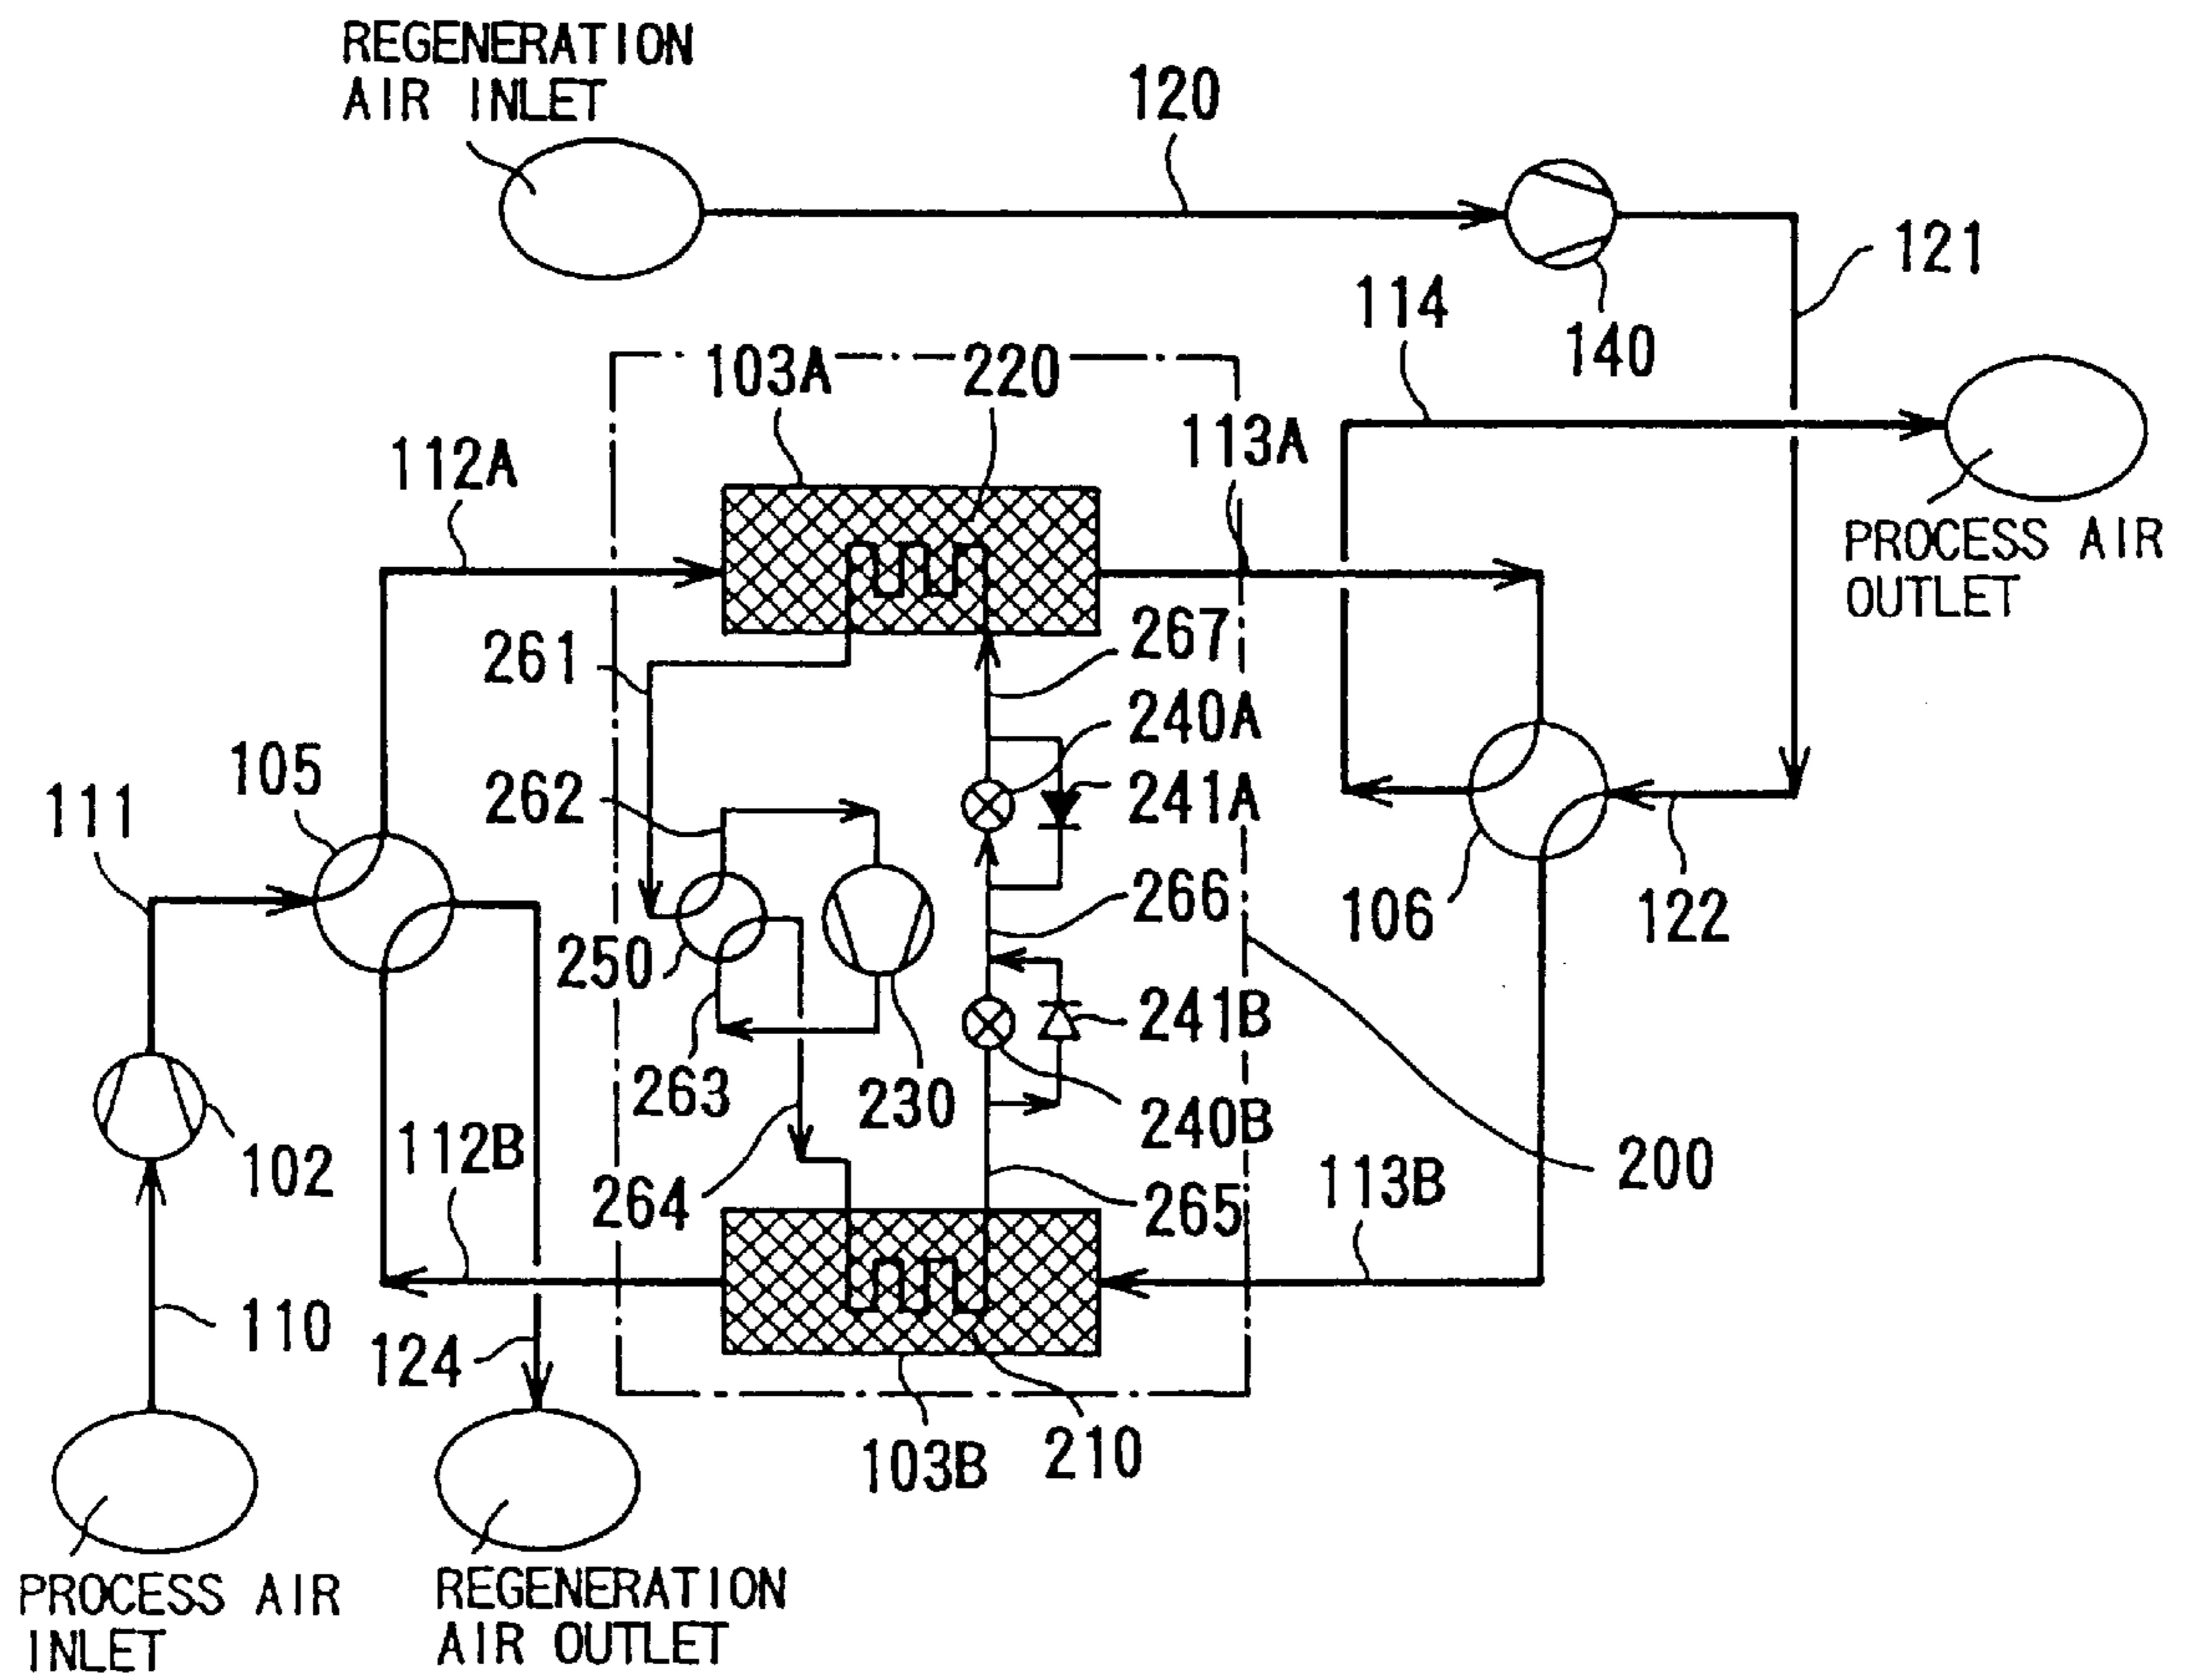 REGENERATION
AIR INLET
120
121
114
140
103A
220
113A
112A
PROCESS AIR
OUTLET
261
267
240A
105
262
241A
111
266
106
122
250
241B
263
230
240B
102
112B
200
264
265
113B
110
124
210
103B
PROCESS AIR
INLET
REGENERATION
AIR OUTLET